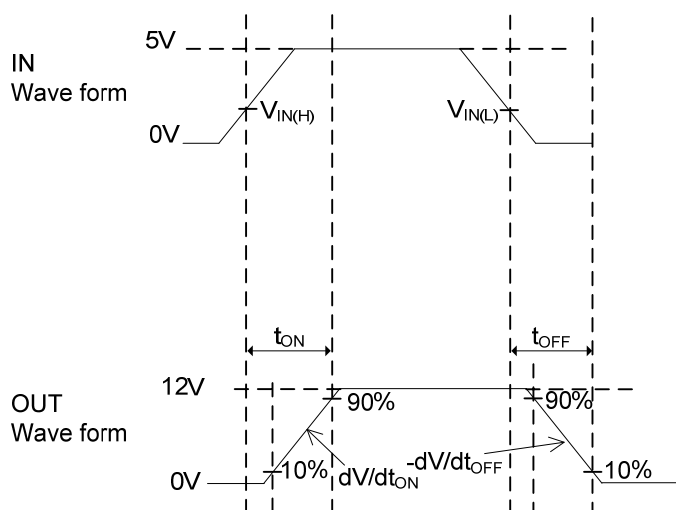 5V
IN
Wave form
V_IN(H)
V_IN(L)
0V
t_ON
t_OFF
12V
OUT
Wave form
90%
90%
10%
dV/dt_ON
-dV/dt_OFF
10%
0V